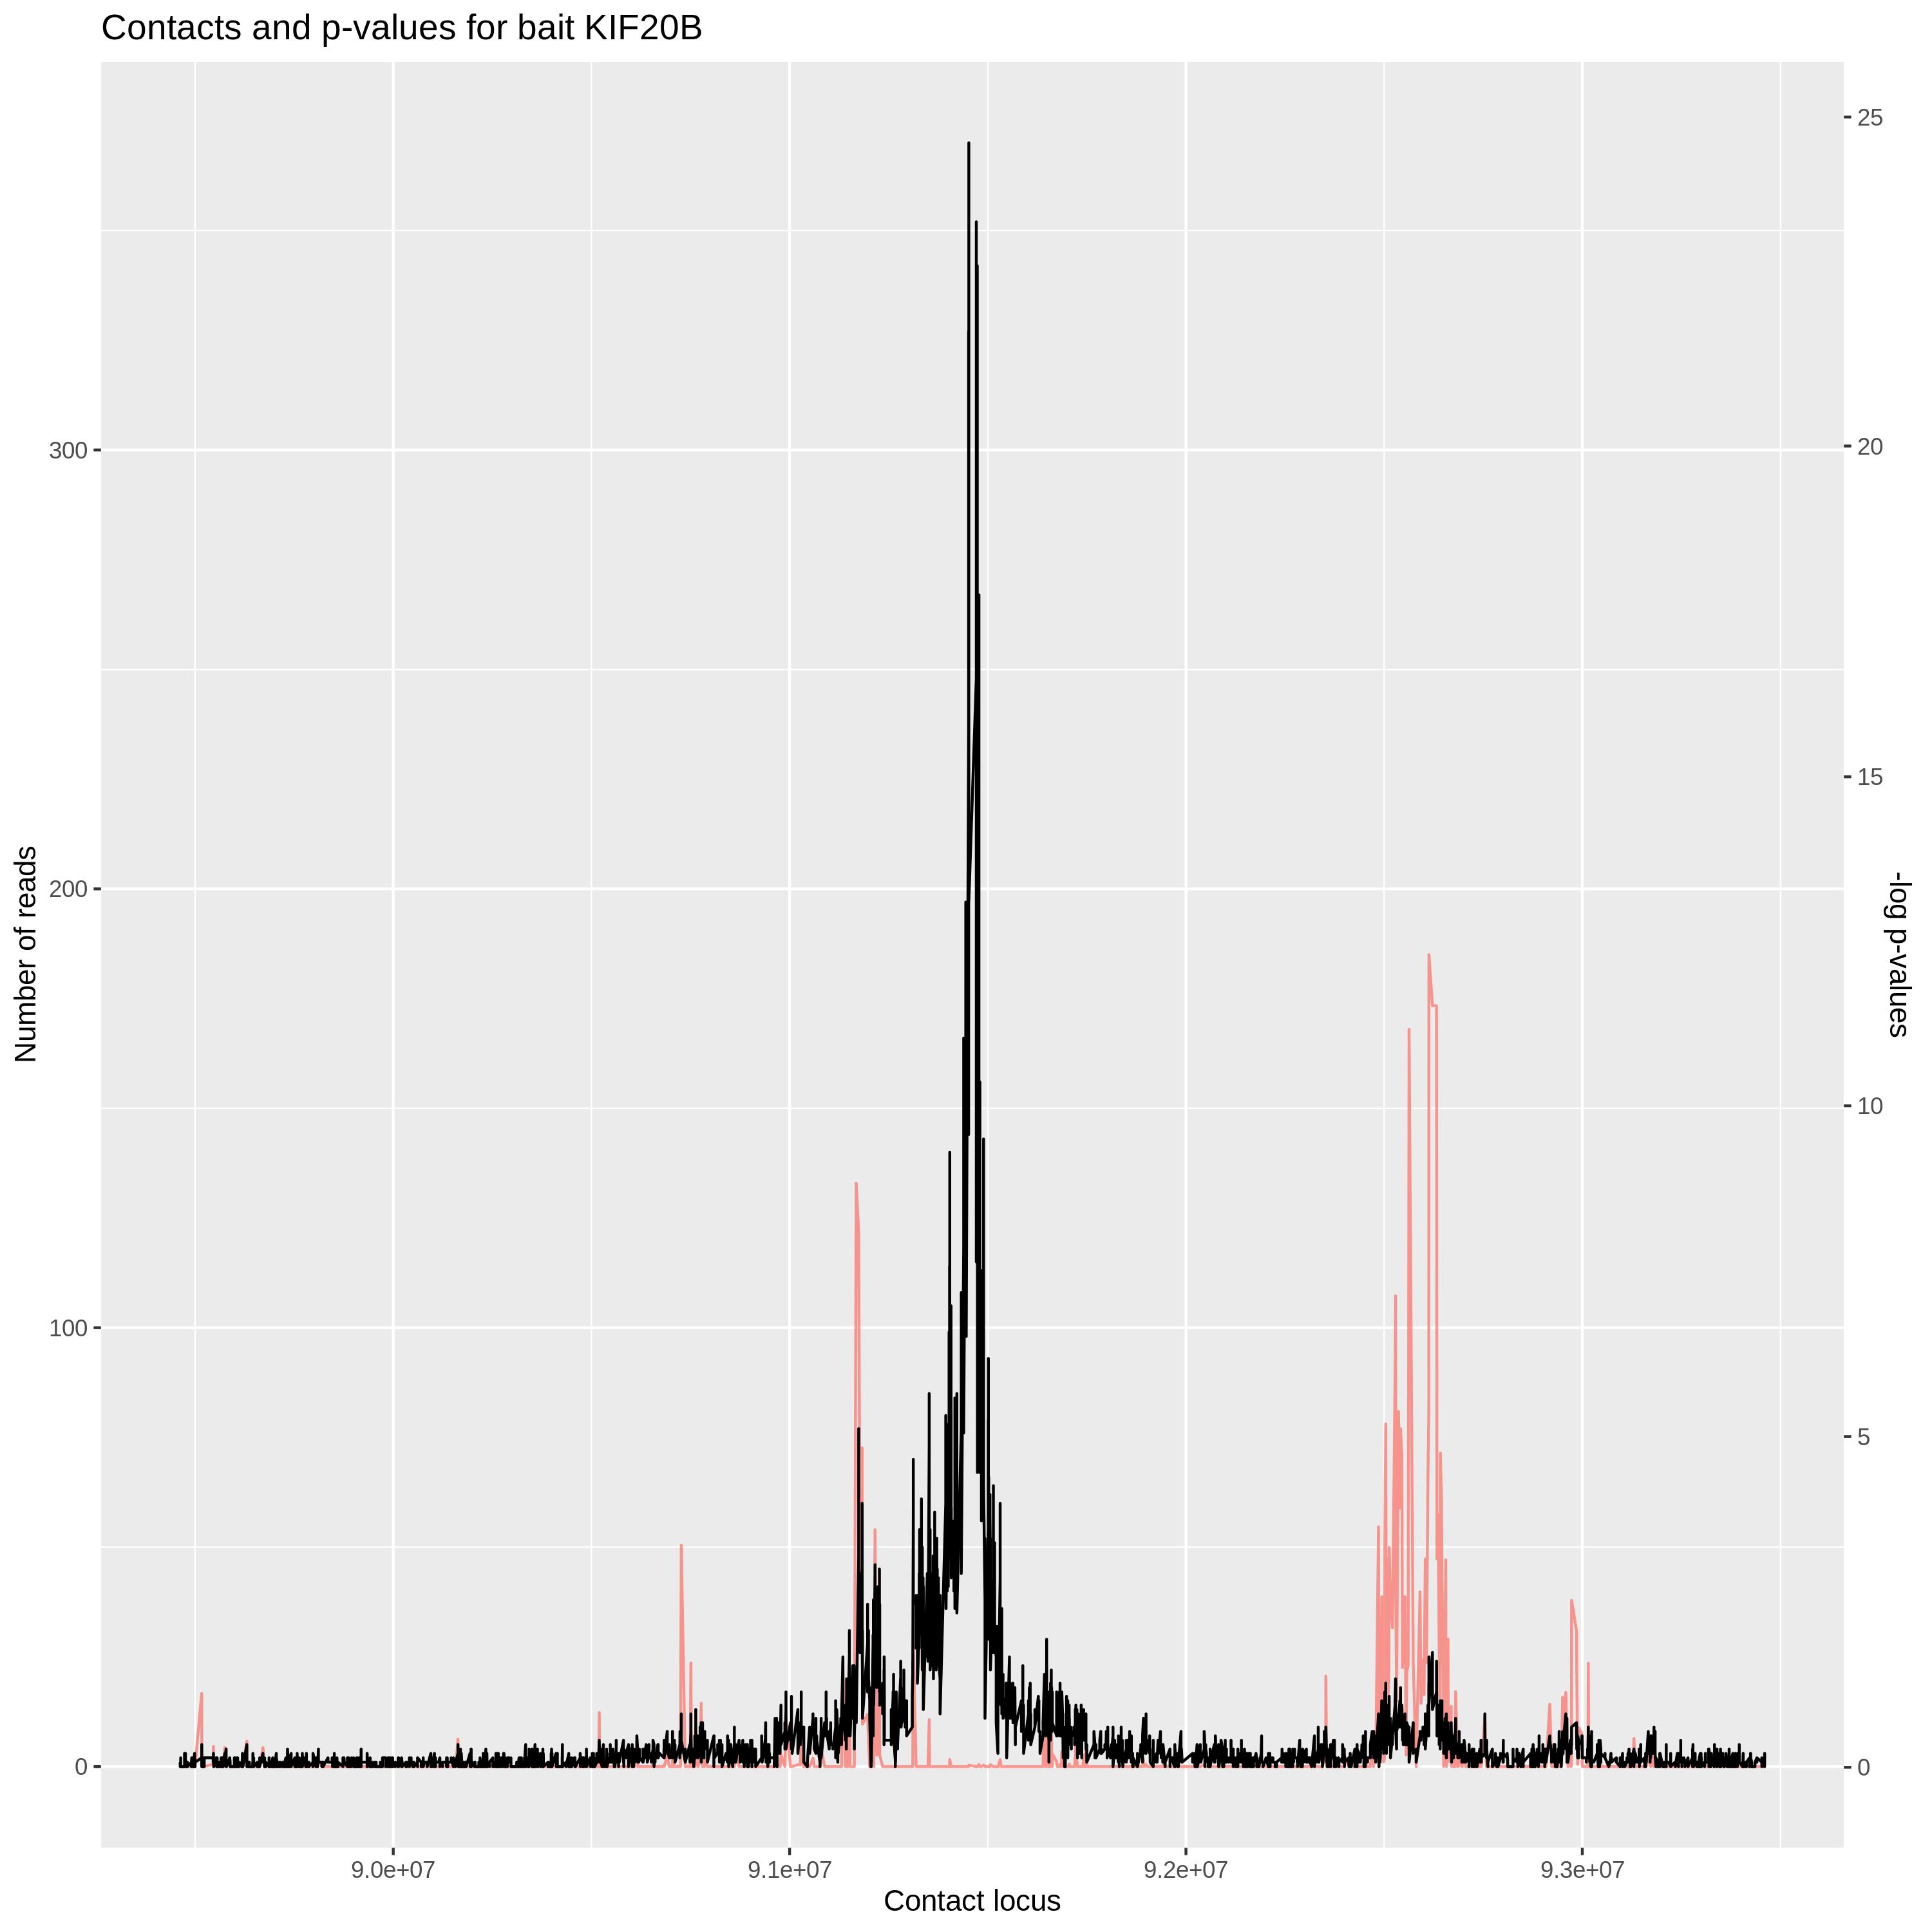 Contacts and p-values for bait KIF20B
25
20
15
10
5
0
300
200
100
0
Number of reads
-log p-values
9.0e+07
9.1e+07
9.2e+07
9.3e+07
Contact locus